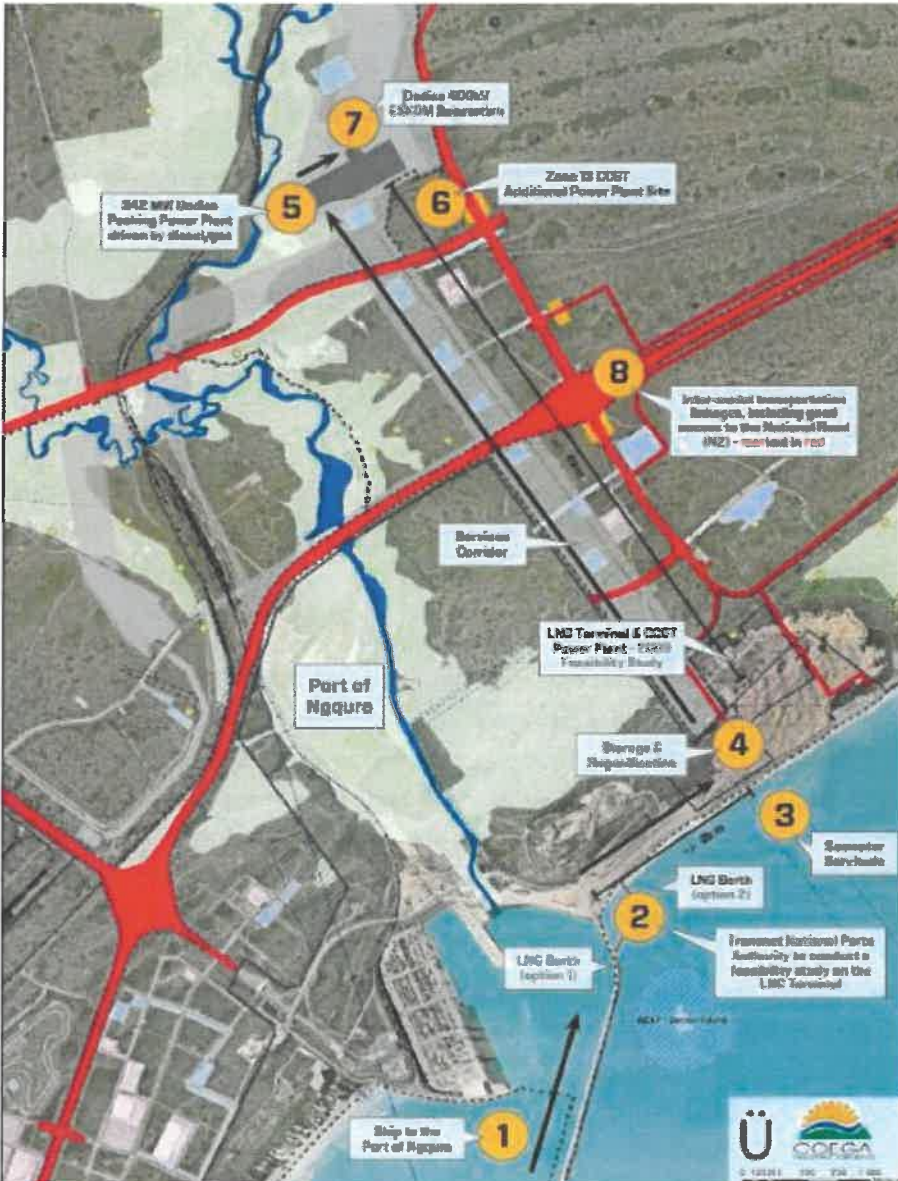 7
Dedisa 400kV
ESKOM Substation
5
342 MW Dedisa
Peaking Power Plant
driven by diesel/gas
6
Zone 13 CCGT
Additional Power Plant Site
8
Inter-modal transportation
linkages, including good
access to the National Road
(N2) - marked in red
Services
Corridor
LNG Terminal & CCGT
Power Plant -
Feasibility Study
Port of
Ngqura
Storage &
Regasification
4
3
Seawater
Servitude
LNG Berth
(option 2)
2
LNG Berth
(option 1)
Transnet National Ports
Authority to conduct a
feasibility study on the
LNG Terminal
Ship to the
Port of Ngqura
1
Ü
COEGA